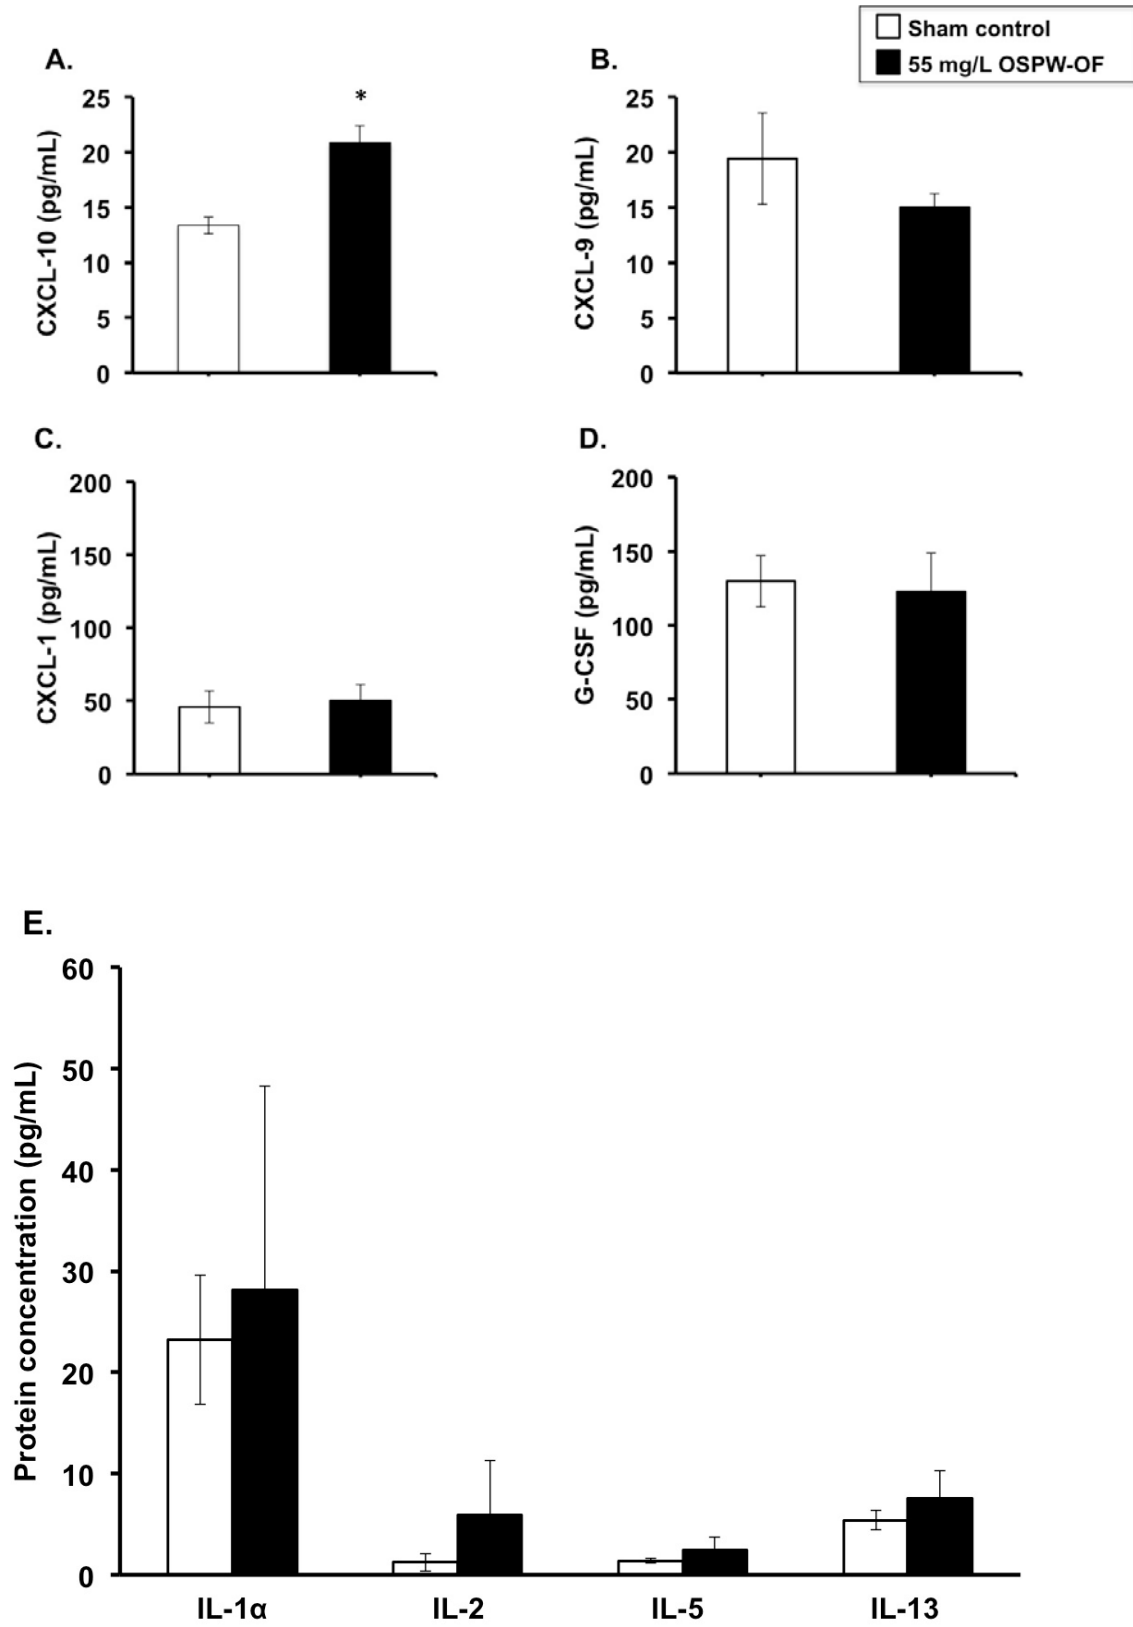 Sham control
55 mg/L OSPW-OF
A.
CXCL-10 (pg/mL)
25
20
15
10
5
0
*
B.
CXCL-9 (pg/mL)
25
20
15
10
5
0
C.
CXCL-1 (pg/mL)
200
150
100
50
0
D.
G-CSF (pg/mL)
200
150
100
50
0
E.
Protein concentration (pg/mL)
60
50
40
30
20
10
0
IL-1α IL-2 IL-5 IL-13